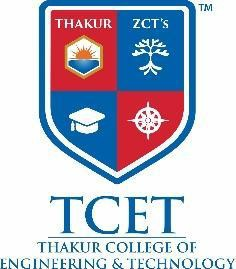 THAKUR ZCT's
TM
TCET
THAKUR COLLEGE OF
ENGINEERING & TECHNOLOGY